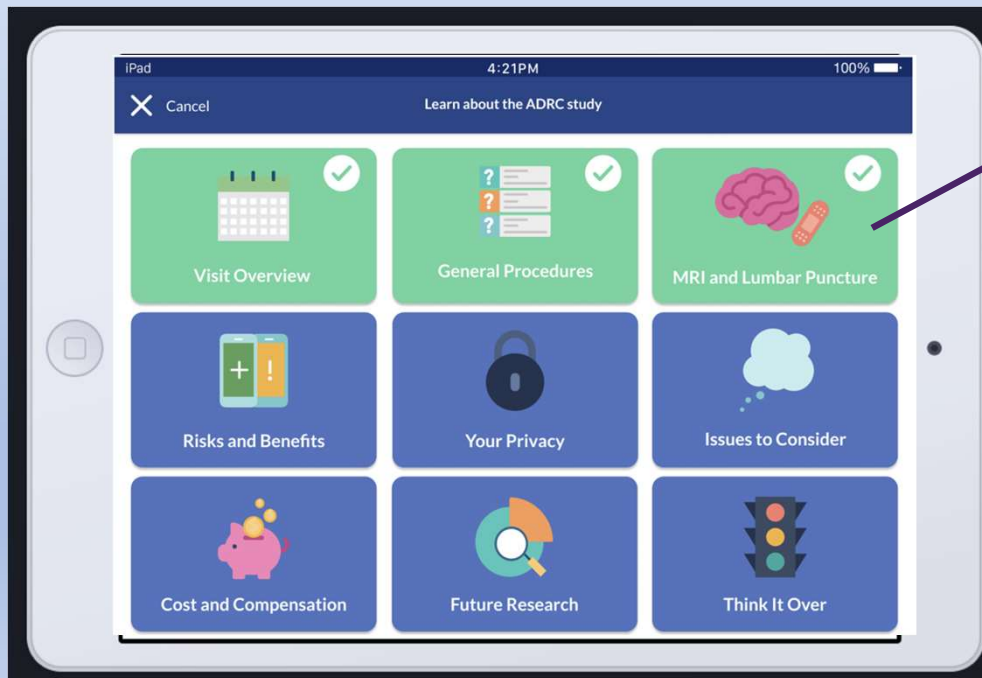 iPad 4:21PM 100%
Cancel Learn about the ADRC study
Visit Overview General Procedures MRI and Lumbar Puncture
? 
?
?
Risks and Benefits Your Privacy Issues to Consider
+ !
Cost and Compensation Future Research Think It Over